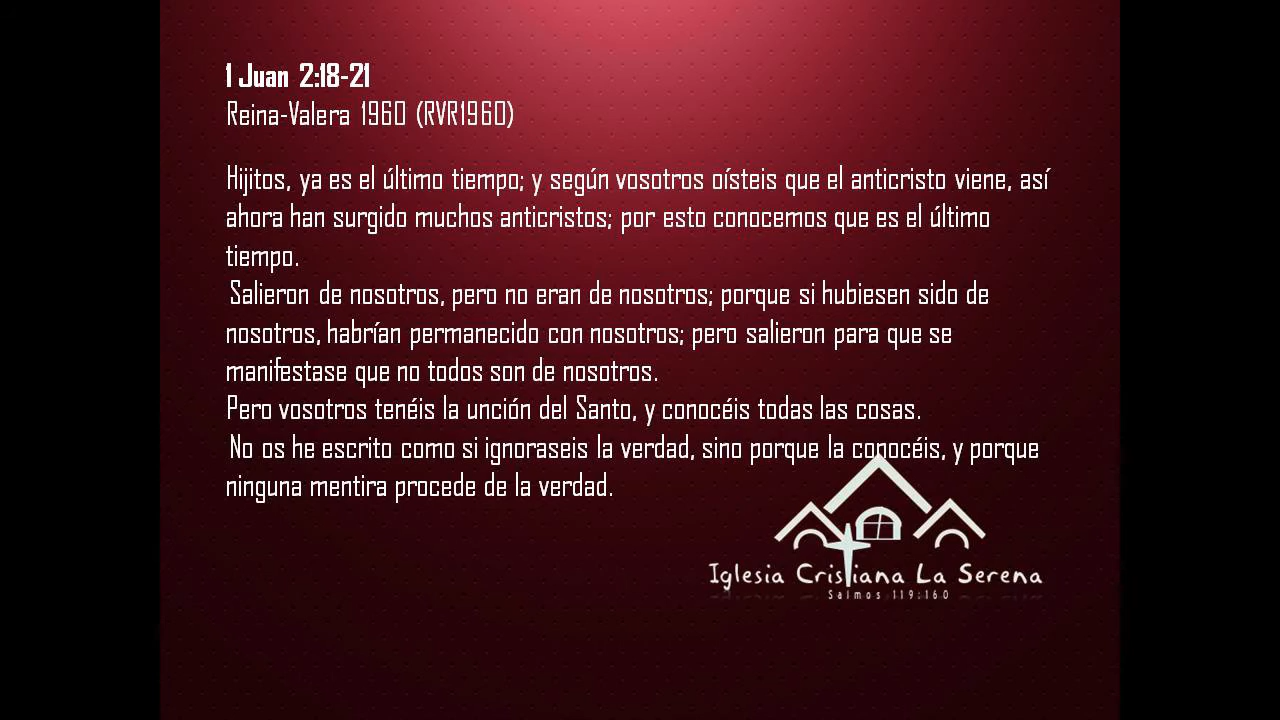 1 Juan 2:18-21
Reina-Valera 1960 (RVR1960)
Hijitos, ya es el último tiempo; y según vosotros oísteis que el anticristo viene, así
ahora han surgido muchos anticristos; por esto conocemos que es el último
tiempo.
Salieron de nosotros, pero no eran de nosotros; porque si hubiesen sido de
nosotros, habrían permanecido con nosotros; pero salieron para que se
manifestase que no todos son de nosotros.
Pero vosotros tenéis la unción del Santo, y conocéis todas las cosas.
No os he escrito como si ignoraseis la verdad, sino porque la conocéis, y porque
ninguna mentira procede de la verdad.
Iglesia Cristiana La Serena
Salmos 119:160